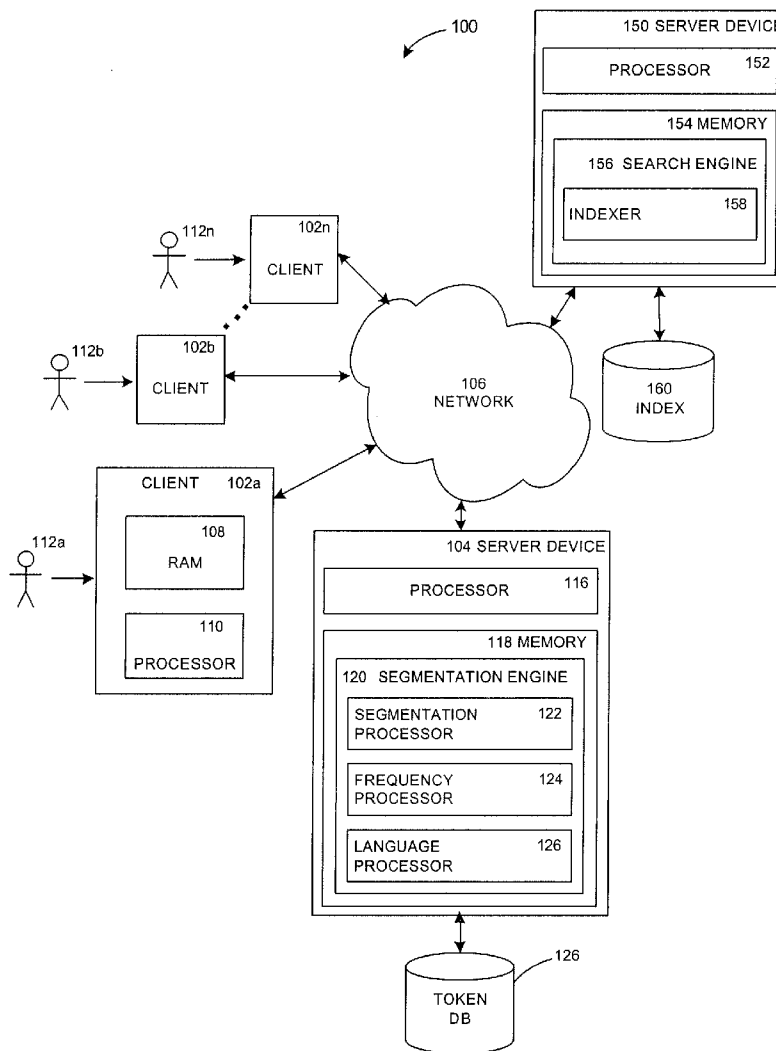 100
150 SERVER DEVICE
PROCESSOR 152
154 MEMORY
156 SEARCH ENGINE
INDEXER 158
160
INDEX
112n
102n
CLIENT
112b
102b
CLIENT
106
NETWORK
CLIENT 102a
112a
108
RAM
110
PROCESSOR
104 SERVER DEVICE
PROCESSOR 116
118 MEMORY
120 SEGMENTATION ENGINE
SEGMENTATION 122
PROCESSOR
FREQUENCY 124
PROCESSOR
LANGUAGE 126
PROCESSOR
126
TOKEN
DB